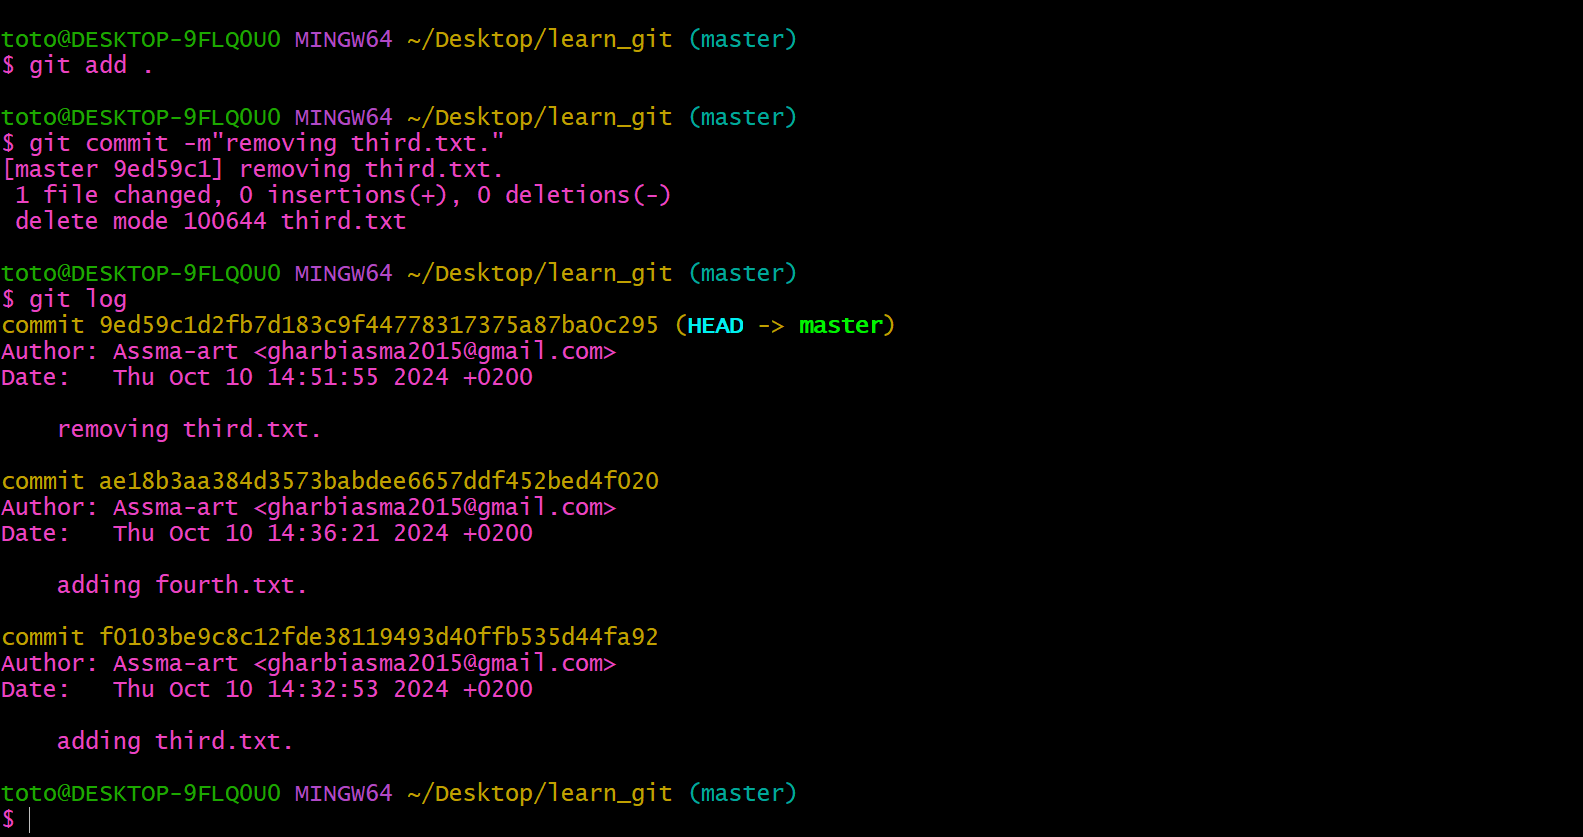 toto@DESKTOP-9FLQ0U0 MINGW64 ~/Desktop/learn_git (master)
$ git add .
toto@DESKTOP-9FLQ0U0 MINGW64 ~/Desktop/learn_git (master)
$ git commit -m"removing third.txt."
[master 9ed59c1] removing third.txt.
 1 file changed, 0 insertions(+), 0 deletions(-)
 delete mode 100644 third.txt
toto@DESKTOP-9FLQ0U0 MINGW64 ~/Desktop/learn_git (master)
$ git log
commit 9ed59c1d2fb7d183c9f44778317375a87ba0c295 (HEAD -> master)
Author: Assma-art <gharbiasma2015@gmail.com>
Date:   Thu Oct 10 14:51:55 2024 +0200
    removing third.txt.
commit ae18b3aa384d3573babdee6657ddf452bed4f020
Author: Assma-art <gharbiasma2015@gmail.com>
Date:   Thu Oct 10 14:36:21 2024 +0200
    adding fourth.txt.
commit f0103be9c8c12fde38119493d40ffb535d44fa92
Author: Assma-art <gharbiasma2015@gmail.com>
Date:   Thu Oct 10 14:32:53 2024 +0200
    adding third.txt.
toto@DESKTOP-9FLQ0U0 MINGW64 ~/Desktop/learn_git (master)
$